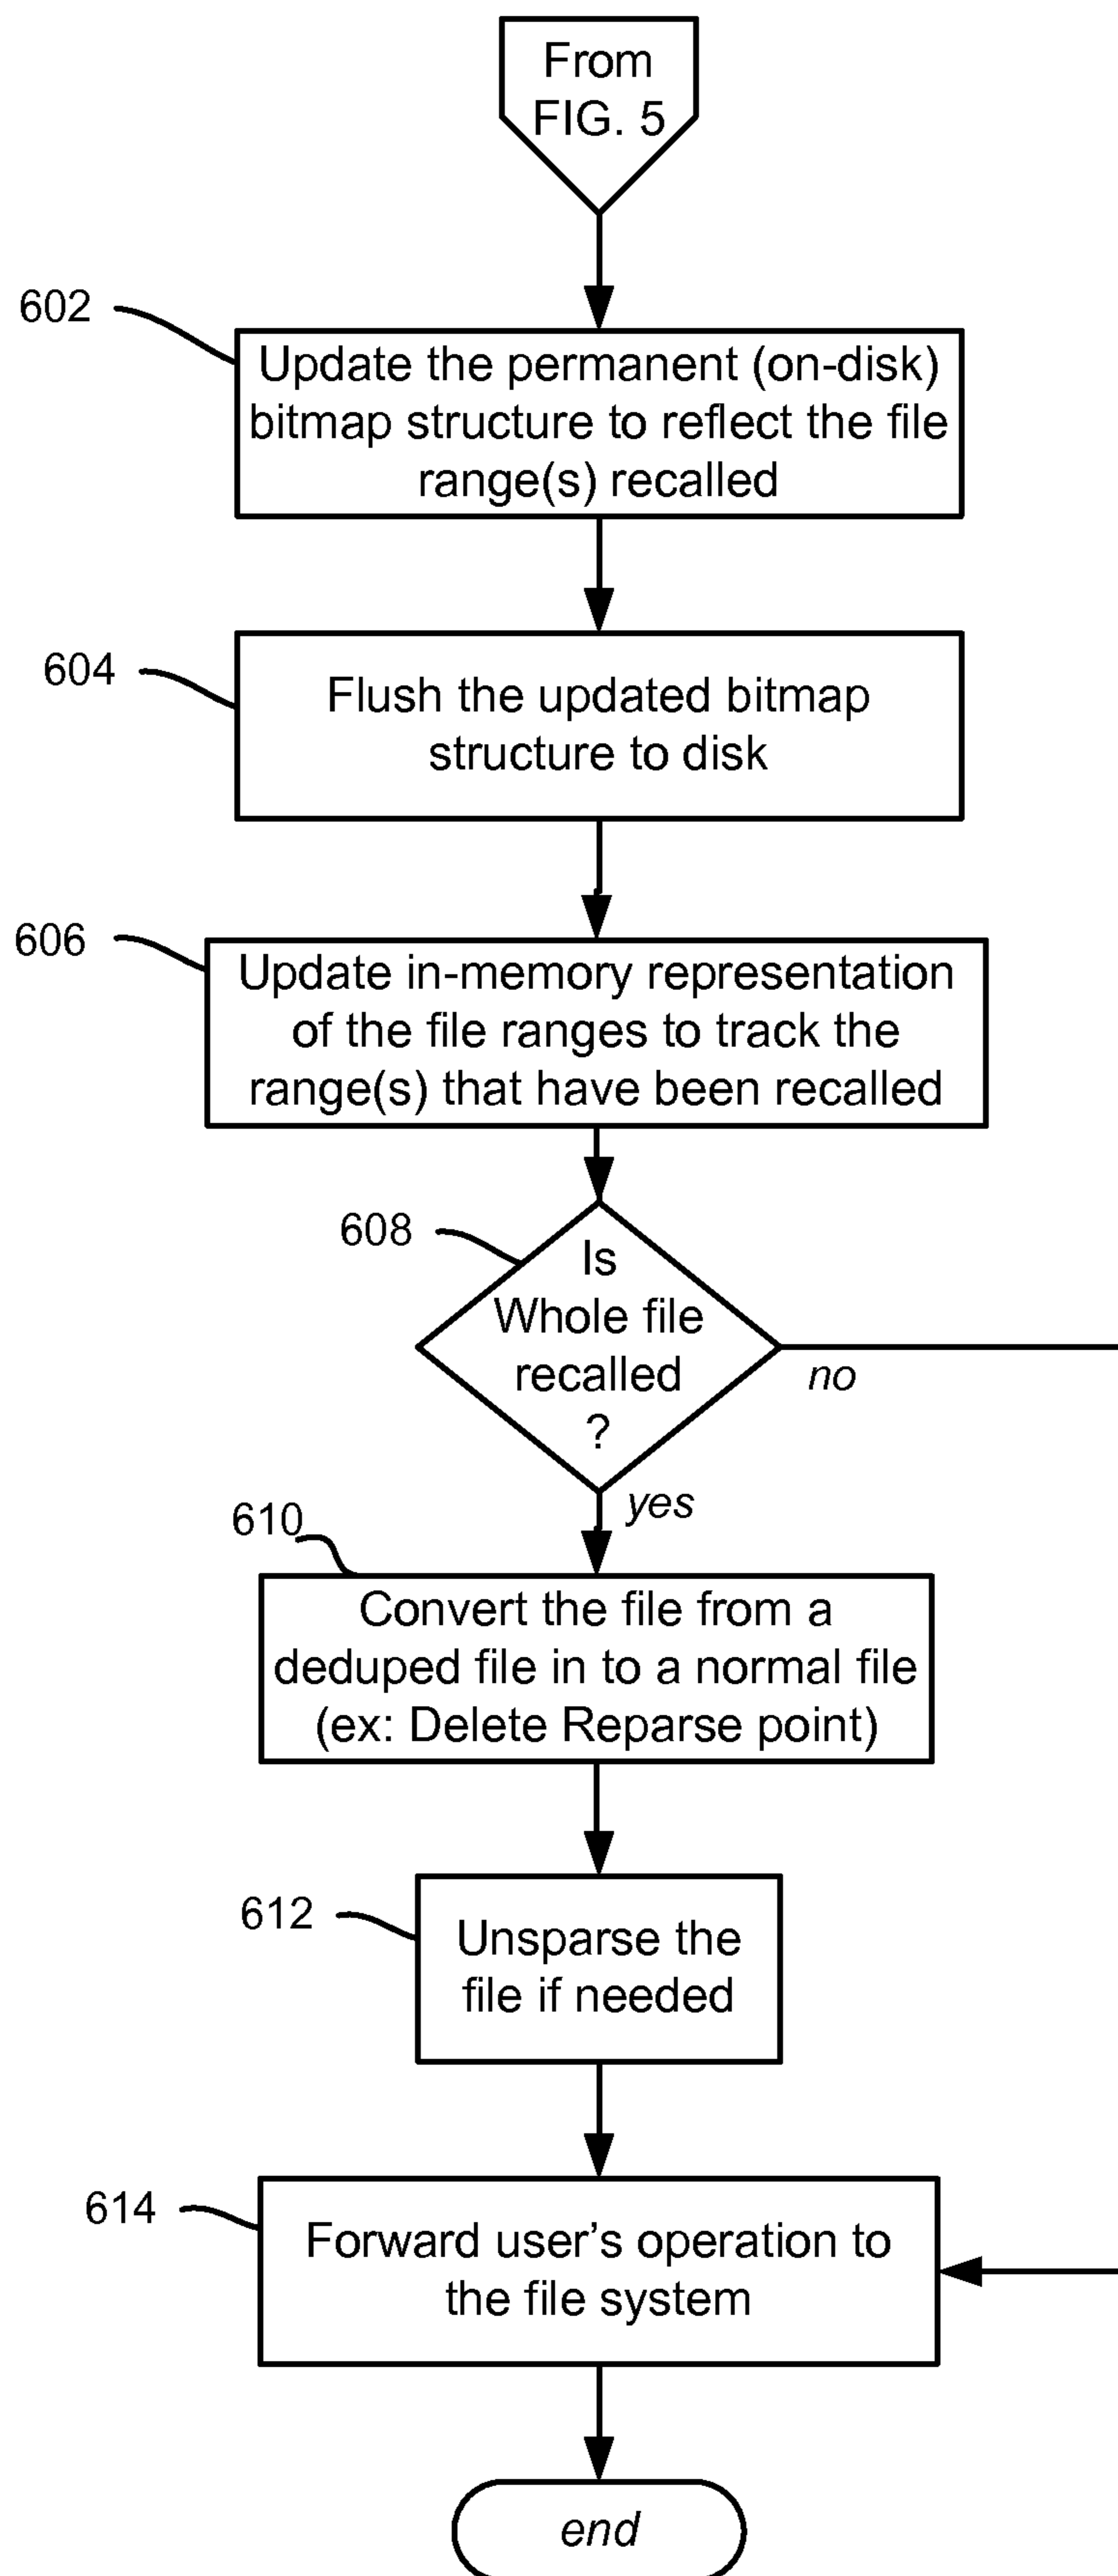 From
FIG. 5
602
Update the permanent (on-disk)
bitmap structure to reflect the file
range(s) recalled
604
Flush the updated bitmap
structure to disk
606
Update in-memory representation
of the file ranges to track the
range(s) that have been recalled
608
Is
Whole file
recalled
?
no
yes
610
Convert the file from a
deduped file in to a normal file
(ex: Delete Reparse point)
612
Unsparse the
file if needed
614
Forward user’s operation to
the file system
end